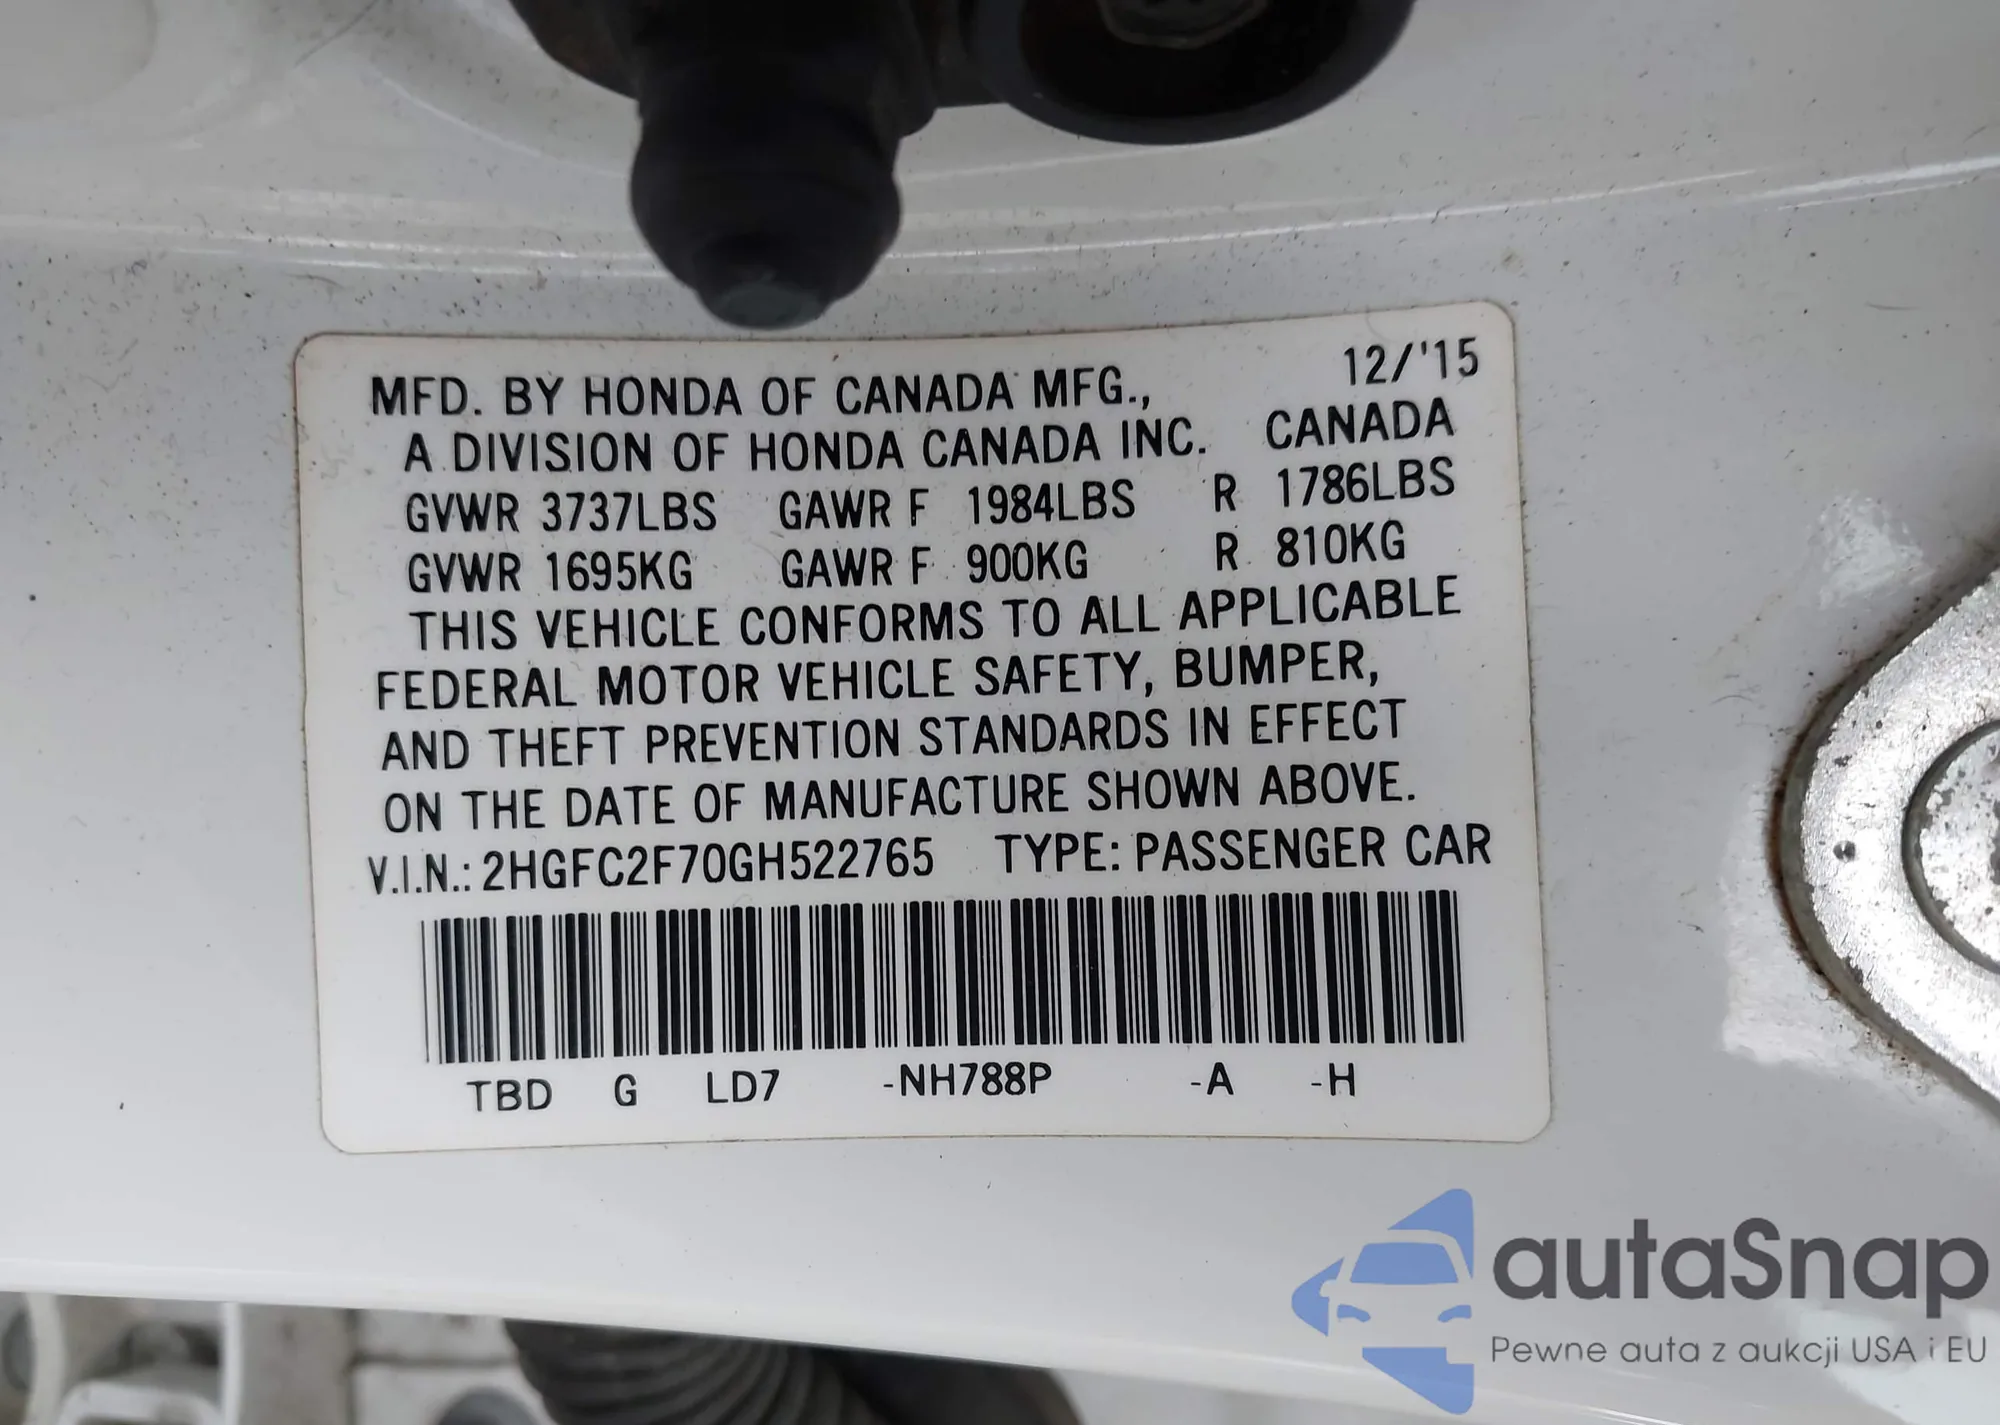 12/'15
MFD. BY HONDA OF CANADA MFG.,
A DIVISION OF HONDA CANADA INC. CANADA
GVWR 3737LBS GAWR F 1984LBS R 1786LBS
GVWR 1695KG GAWR F 900KG R 810KG
THIS VEHICLE CONFORMS TO ALL APPLICABLE
FEDERAL MOTOR VEHICLE SAFETY, BUMPER,
AND THEFT PREVENTION STANDARDS IN EFFECT
ON THE DATE OF MANUFACTURE SHOWN ABOVE.
V.I.N.: 2HGFC2F70GH522765 TYPE: PASSENGER CAR
TBD G LD7 -NH788P -A -H
autaSnap
Pewne auta z aukcji USA i EU